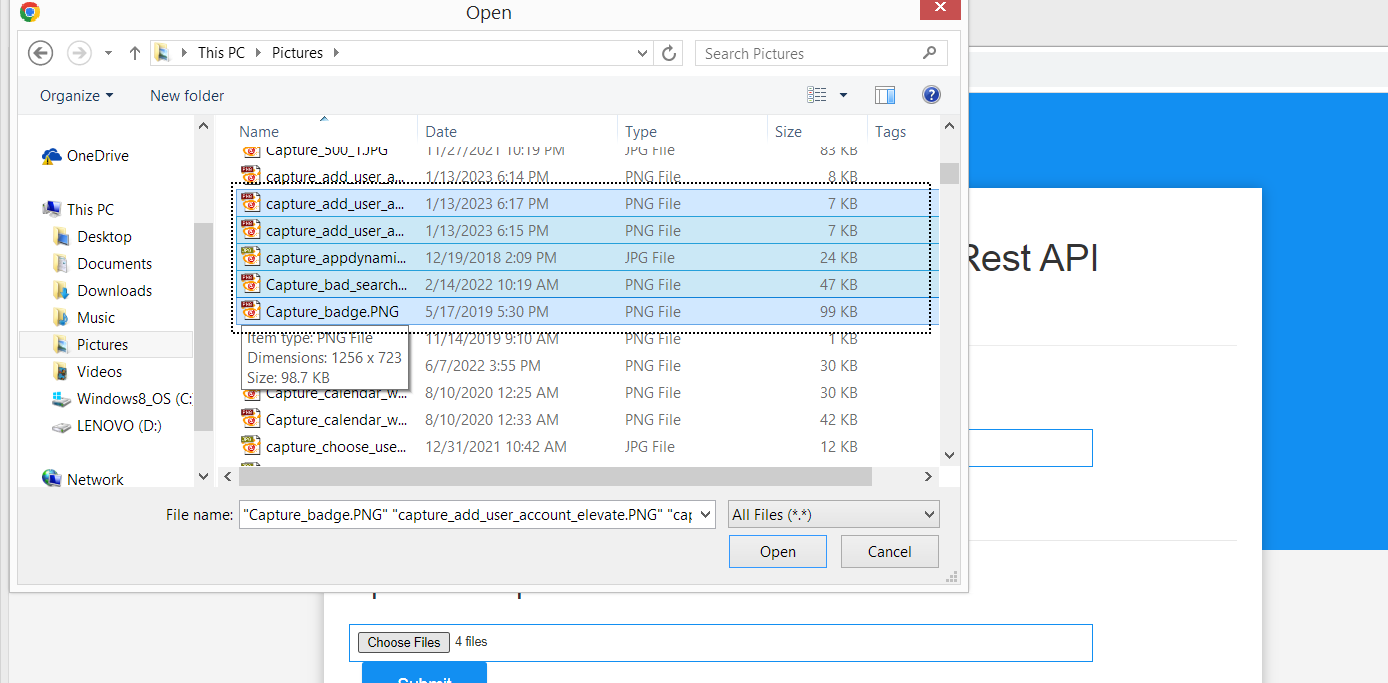 Open
This PC Pictures
Search Pictures
Organize New folder
Name Date Type Size Tags
OneDrive
This PC
Desktop
Documents
Downloads
Music
Pictures
Videos
Windows8_OS (C:
LENOVO (D:)
Network
Capture_500_1.JPG 11/27/2021 10:19 PM JPG File 83 KB
capture_add_user_a... 1/13/2023 6:14 PM PNG File 8 KB
capture_add_user_a... 1/13/2023 6:17 PM PNG File 7 KB
capture_add_user_a... 1/13/2023 6:15 PM PNG File 7 KB
capture_appdynami... 12/19/2018 2:09 PM JPG File 24 KB
Capture_bad_search... 2/14/2022 10:19 AM PNG File 47 KB
Capture_badge.PNG 5/17/2019 5:30 PM PNG File 99 KB
11/14/2019 9:10 AM PNG File 1 KB
6/7/2022 3:55 PM PNG File 30 KB
Capture_calendar_w... 8/10/2020 12:25 AM PNG File 30 KB
Capture_calendar_w... 8/10/2020 12:33 AM PNG File 42 KB
capture_choose_use... 12/31/2021 10:42 AM JPG File 12 KB
Item type: PNG File
Dimensions: 1256 x 723
Size: 98.7 KB
File name: "Capture_badge.PNG" "capture_add_user_account_elevate.PNG" "cap
All Files (*.*)
Open Cancel
Rest API
Choose Files 4 files
Submit